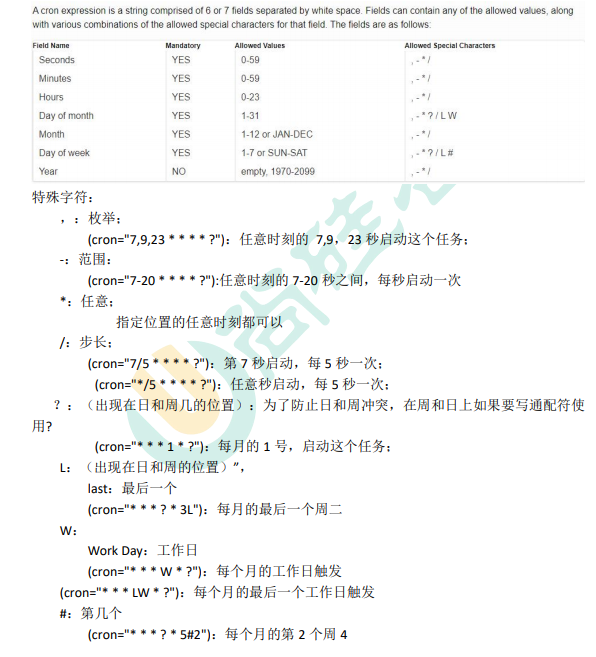 A cron expression is a string comprised of 6 or 7 fields separated by white space. Fields can contain any of the allowed values, along
with various combinations of the allowed special characters for that field. The fields are as follows:
Field Name Mandatory Allowed Values Allowed Special Characters
Seconds YES 0-59 , - * /
Minutes YES 0-59 , - * /
Hours YES 0-23 , - * /
Day of month YES 1-31 , - * ? / L W
Month YES 1-12 or JAN-DEC , - * /
Day of week YES 1-7 or SUN-SAT , - * ? / L #
Year NO empty, 1970-2099 , - * /
特殊字符：
，：枚举；
(cron="7,9,23 * * * * ?")：任意时刻的 7,9，23 秒启动这个任务；
-：范围：
(cron="7-20 * * * * ?"):任意时刻的 7-20 秒之间，每秒启动一次
*：任意；
指定位置的任意时刻都可以
/：步长；
(cron="7/5 * * * * ?")：第 7 秒启动，每 5 秒一次；
(cron="*/5 * * * * ?")：任意秒启动，每 5 秒一次；
？：（出现在日和周几的位置）：为了防止日和周冲突，在周和日上如果要写通配符使
用?
(cron="* * * 1 * ?")：每月的 1 号，启动这个任务；
L：（出现在日和周的位置）”，
last：最后一个
(cron="* * * ? * 3L")：每月的最后一个周二
W：
Work Day：工作日
(cron="* * * W * ?")：每个月的工作日触发
(cron="* * * LW * ?")：每个月的最后一个工作日触发
#：第几个
(cron="* * * ? * 5#2")：每个月的第 2 个周 4